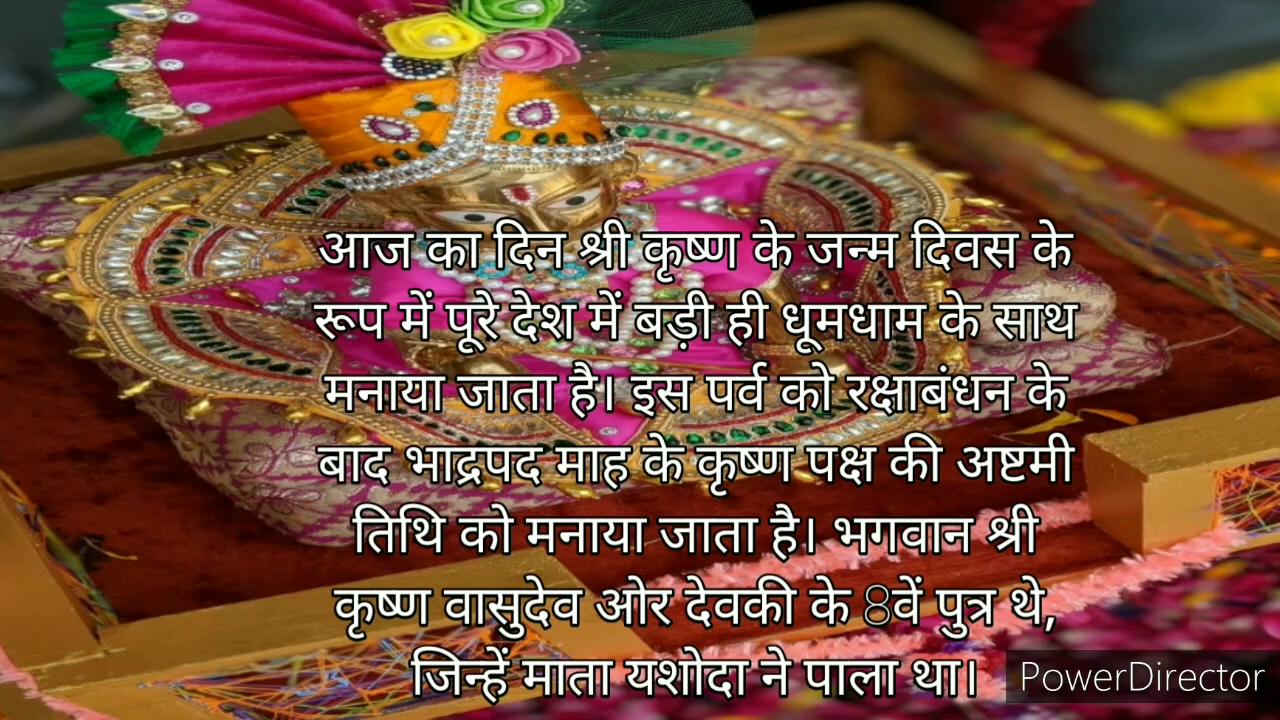 आज का दिन श्री कृष्ण के जन्म दिवस के
रूप में पूरे देश में बड़ी ही धूमधाम के साथ
मनाया जाता है। इस पर्व को रक्षाबंधन के
बाद भाद्रपद माह के कृष्ण पक्ष की अष्टमी
तिथि को मनाया जाता है। भगवान श्री
कृष्ण वासुदेव ओर देवकी के 8वें पुत्र थे,
जिन्हें माता यशोदा ने पाला था।
PowerDirector